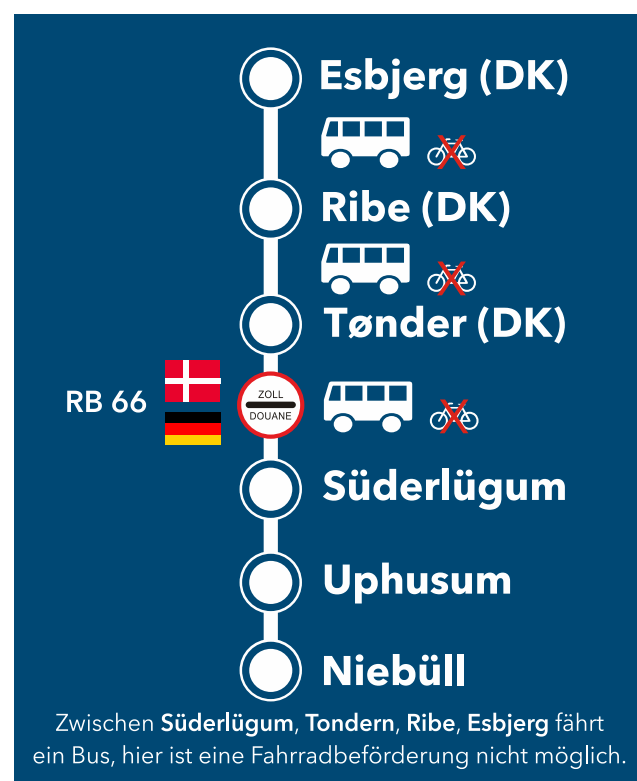 Esbjerg (DK)
Ribe (DK)
Tønder (DK)
RB 66
ZOLL
DOUANE
Süderlügum
Uphusum
Niebüll
Zwischen Süderlügum, Tondern, Ribe, Esbjerg fährt
ein Bus, hier ist eine Fahrradbeförderung nicht möglich.